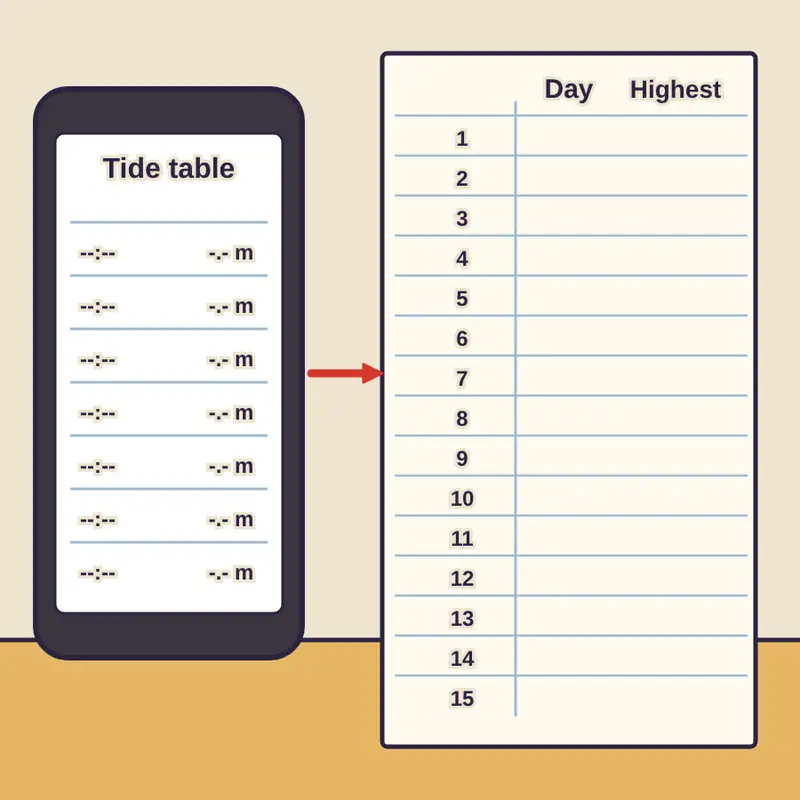 Tide table
--:-- -.- m
--:-- -.- m
--:-- -.- m
--:-- -.- m
--:-- -.- m
--:-- -.- m
--:-- -.- m
Day Highest
1
2
3
4
5
6
7
8
9
10
11
12
13
14
15